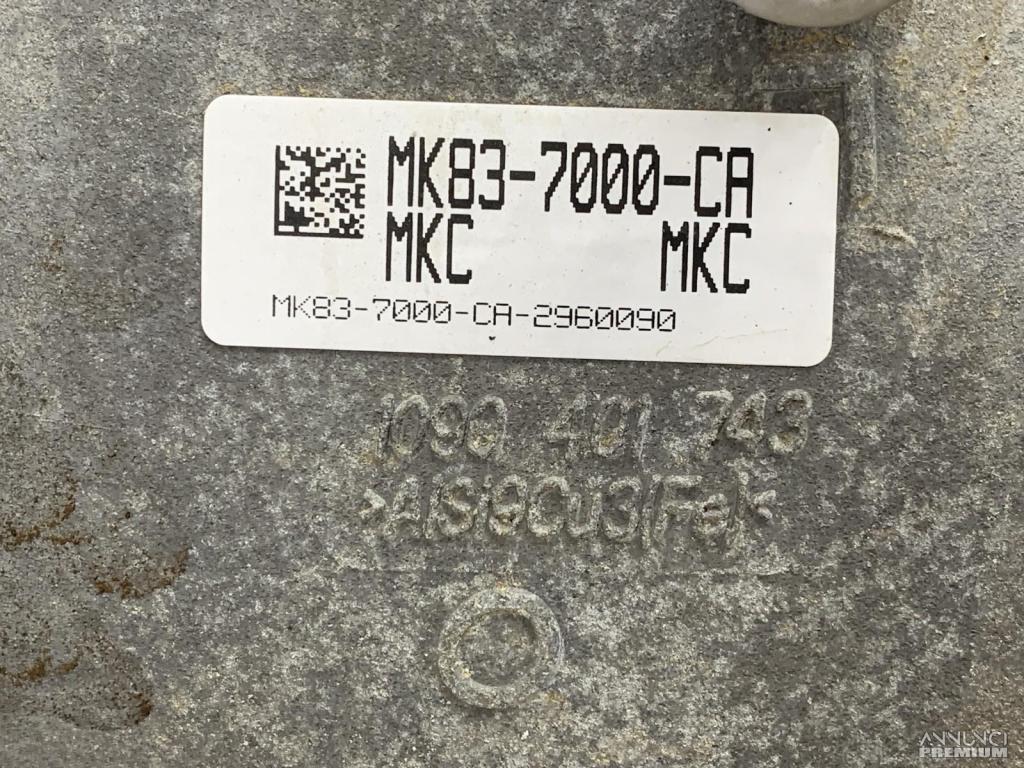 MK83-7000-CA
MKC MKC
MK83-7000-CA-2960090
1090 401 743
>AlSi9Cu3(Fe)<
ANNUNCI
PREMIUM